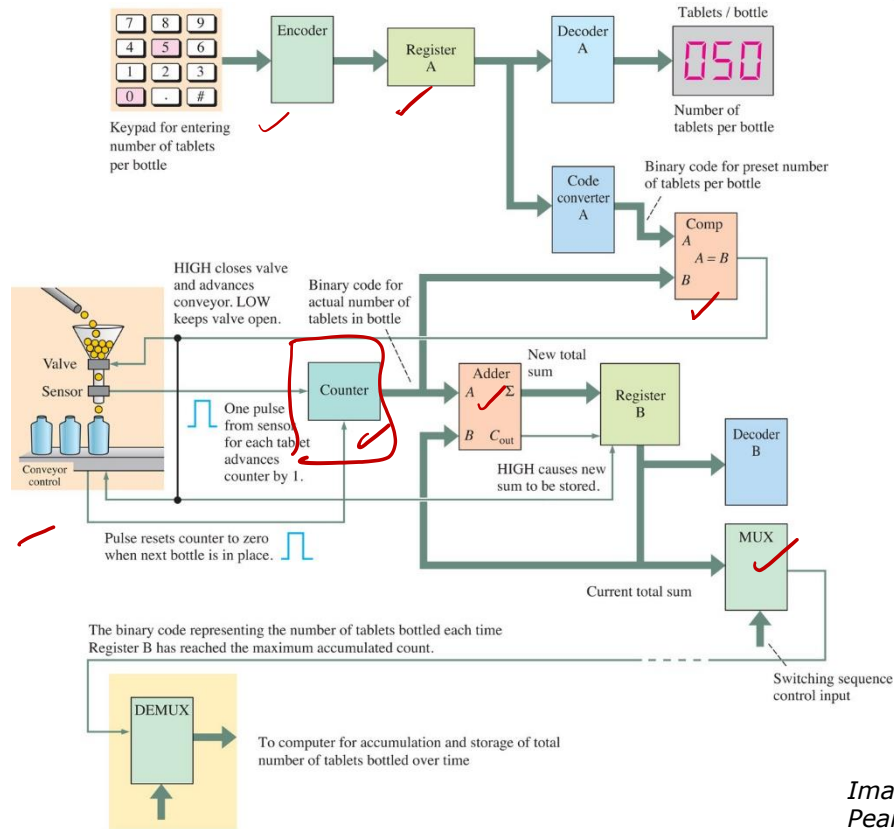 Tablets / bottle
7 8 9
4 5 6
1 2 3
0 . #
Encoder
Register
A
Decoder
A
050
Keypad for entering
number of tablets
per bottle
Number of
tablets per bottle
Code
converter
A
Binary code for preset number
of tablets per bottle
Comp
A
A = B
B
HIGH closes valve
and advances
conveyor. LOW
keeps valve open.
Binary code for
actual number of
tablets in bottle
Valve
Sensor
Counter
One pulse
from sensor
for each tablet
advances
counter by 1.
Adder
A Σ
B Cout
New total
sum
Register
B
HIGH causes new
sum to be stored.
Decoder
B
Conveyor
control
Pulse resets counter to zero
when next bottle is in place.
MUX
Current total sum
Switching sequence
control input
The binary code representing the number of tablets bottled each time
Register B has reached the maximum accumulated count.
DEMUX
To computer for accumulation and storage of total
number of tablets bottled over time